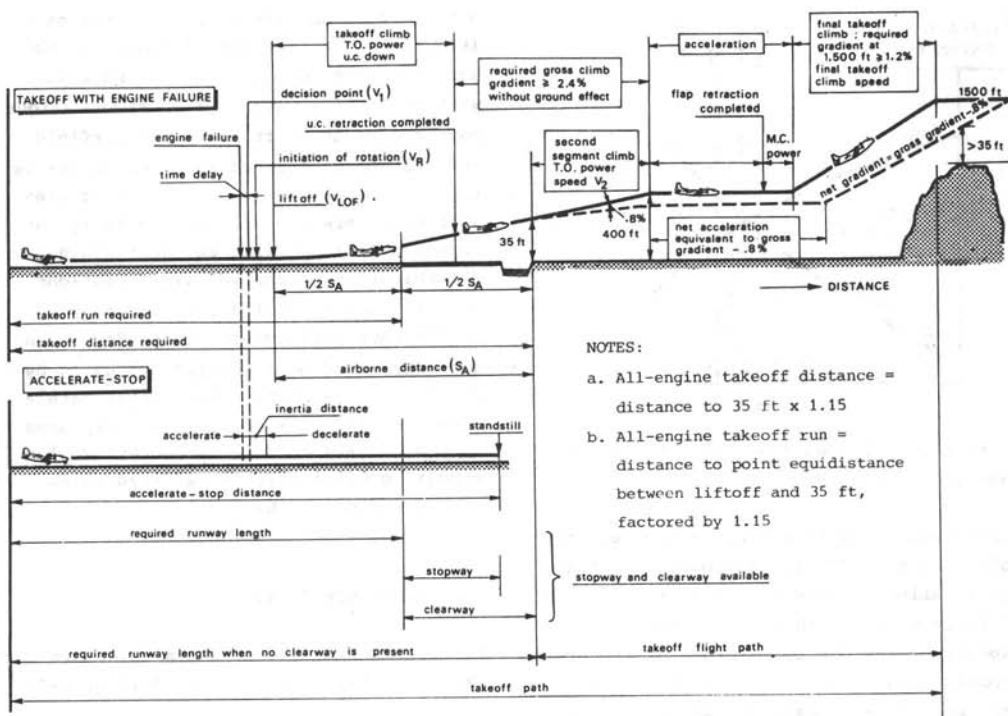 takeoff climb
T.O. power
u.c. down
acceleration
final takeoff
climb ; required
gradient at
1,500 ft ≥ 1.2%
final takeoff
climb speed
required gross climb
gradient ≥ 2.4%
without ground effect
TAKEOFF WITH ENGINE FAILURE
decision point (V1)
flap retraction
completed
1500 ft
u.c. retraction completed
engine failure
initiation of rotation (VR)
second
segment climb
T.O. power
speed V2
M.C.
power
>35 ft
time delay
liftoff (VLOF) .
net gradient = gross gradient - .8%
.8%
35 ft
400 ft
net acceleration
equivalent to gross
gradient - .8%
1/2 SA
1/2 SA
DISTANCE
takeoff run required
takeoff distance required
airborne distance (SA)
ACCELERATE-STOP
inertia distance
accelerate
decelerate
standstill
accelerate-stop distance
required runway length
stopway
clearway
stopway and clearway available
NOTES:
a. All-engine takeoff distance =
distance to 35 ft x 1.15
b. All-engine takeoff run =
distance to point equidistance
between liftoff and 35 ft,
factored by 1.15
required runway length when no clearway is present
takeoff flight path
takeoff path